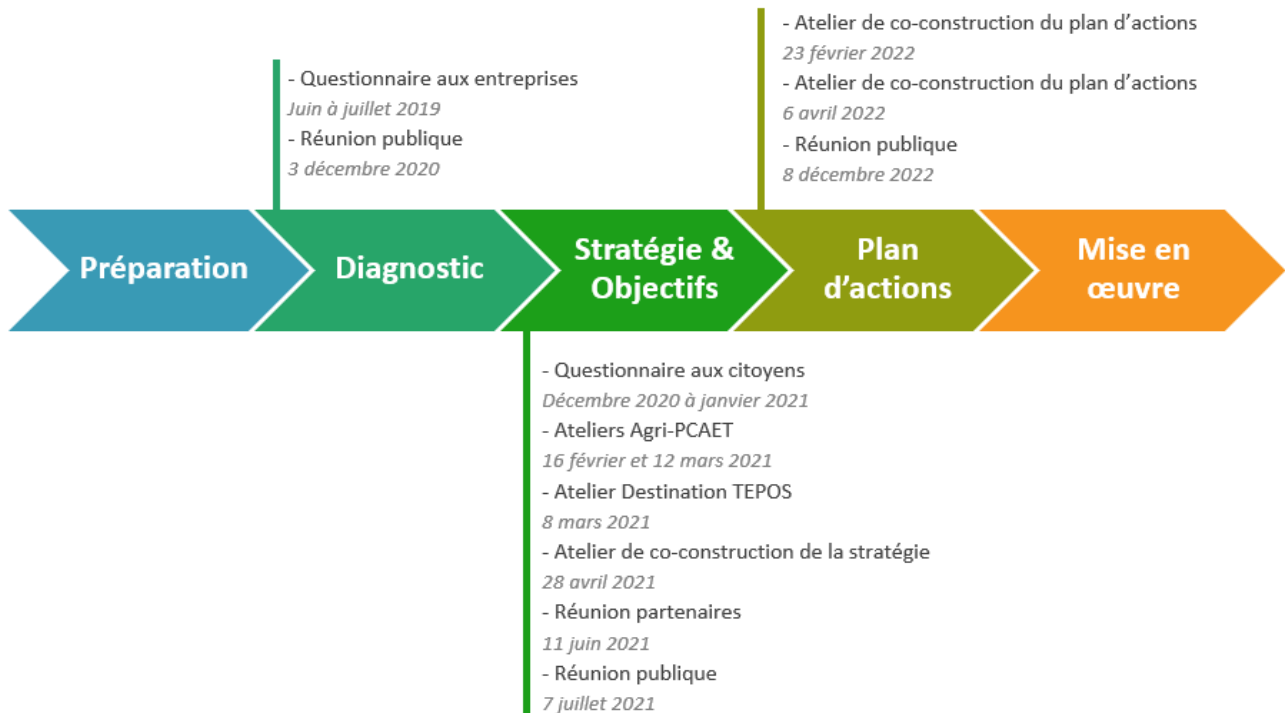 - Questionnaire aux entreprises
Juin à juillet 2019
- Réunion publique
3 décembre 2020
- Atelier de co-construction du plan d'actions
23 février 2022
- Atelier de co-construction du plan d'actions
6 avril 2022
- Réunion publique
8 décembre 2022
Préparation
Diagnostic
Stratégie &
Objectifs
Plan
d'actions
Mise en
œuvre
- Questionnaire aux citoyens
Décembre 2020 à janvier 2021
- Ateliers Agri-PCAET
16 février et 12 mars 2021
- Atelier Destination TEPOS
8 mars 2021
- Atelier de co-construction de la stratégie
28 avril 2021
- Réunion partenaires
11 juin 2021
- Réunion publique
7 juillet 2021